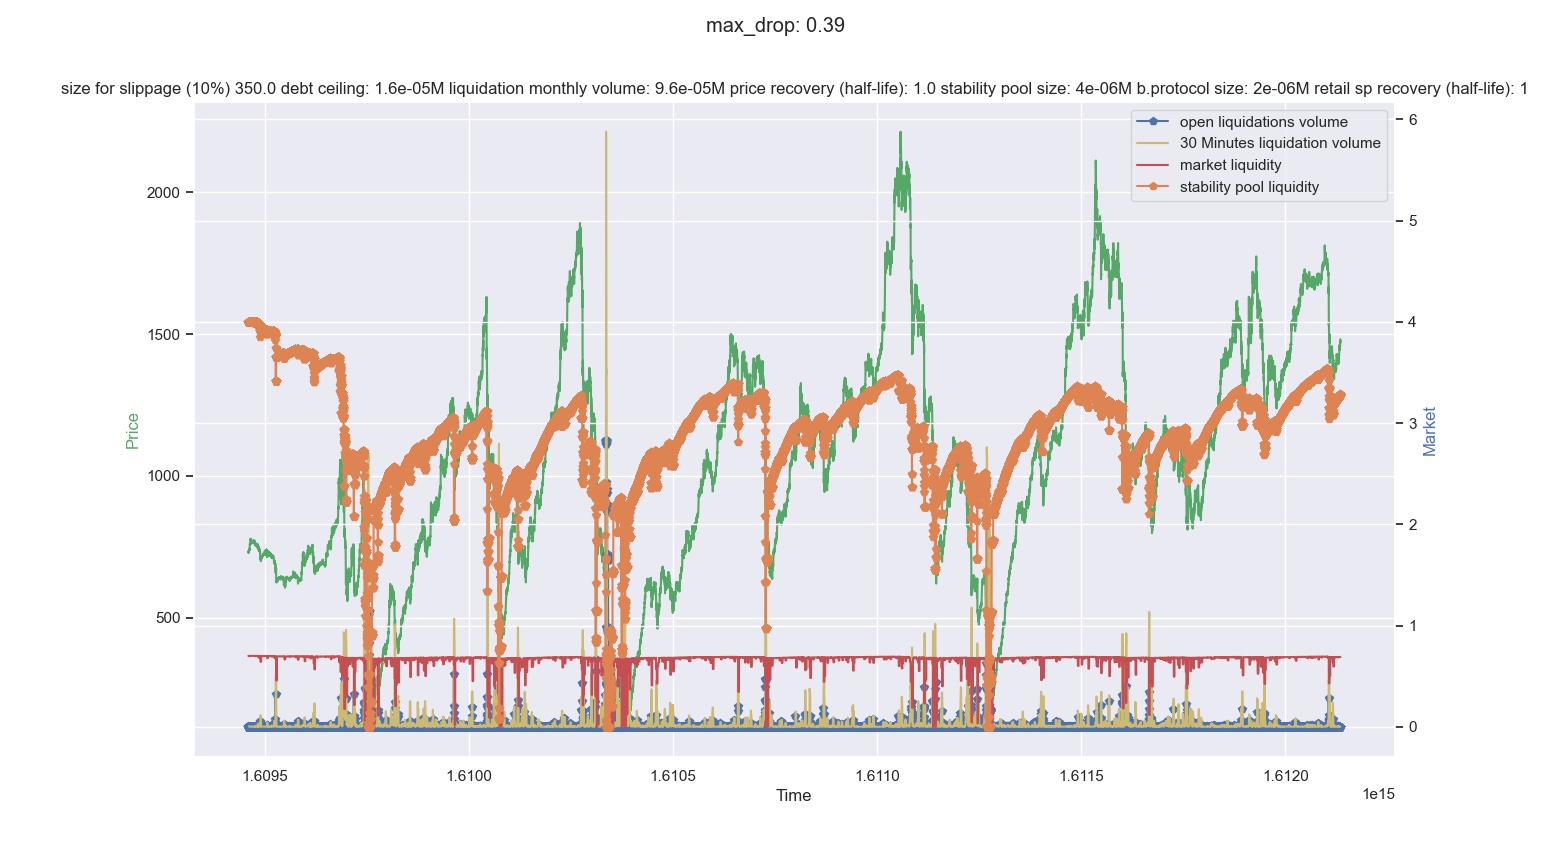 max_drop: 0.39
size for slippage (10%) 350.0 debt ceiling: 1.6e-05M liquidation monthly volume: 9.6e-05M price recovery (half-life): 1.0 stability pool size: 4e-06M b.protocol size: 2e-06M retail sp recovery (half-life): 1
open liquidations volume
30 Minutes liquidation volume
market liquidity
stability pool liquidity
2000
1500
1000
500
Price
6
5
4
3
2
1
0
Market
1.6095
1.6100
1.6105
1.6110
1.6115
1.6120
Time
1e15